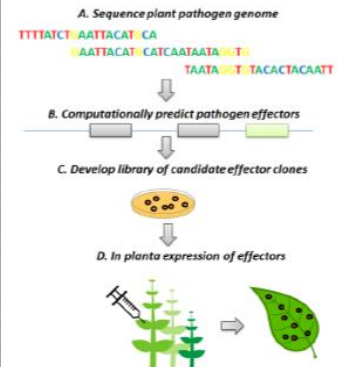 A. Sequence plant pathogen genome
TTTTATCTGAATTACATGCA
GAATTACATGCATCAATAATAGGTG
TAATAGGTGTACACTACAATT
B. Computationally predict pathogen effectors
C. Develop library of candidate effector clones
D. In planta expression of effectors